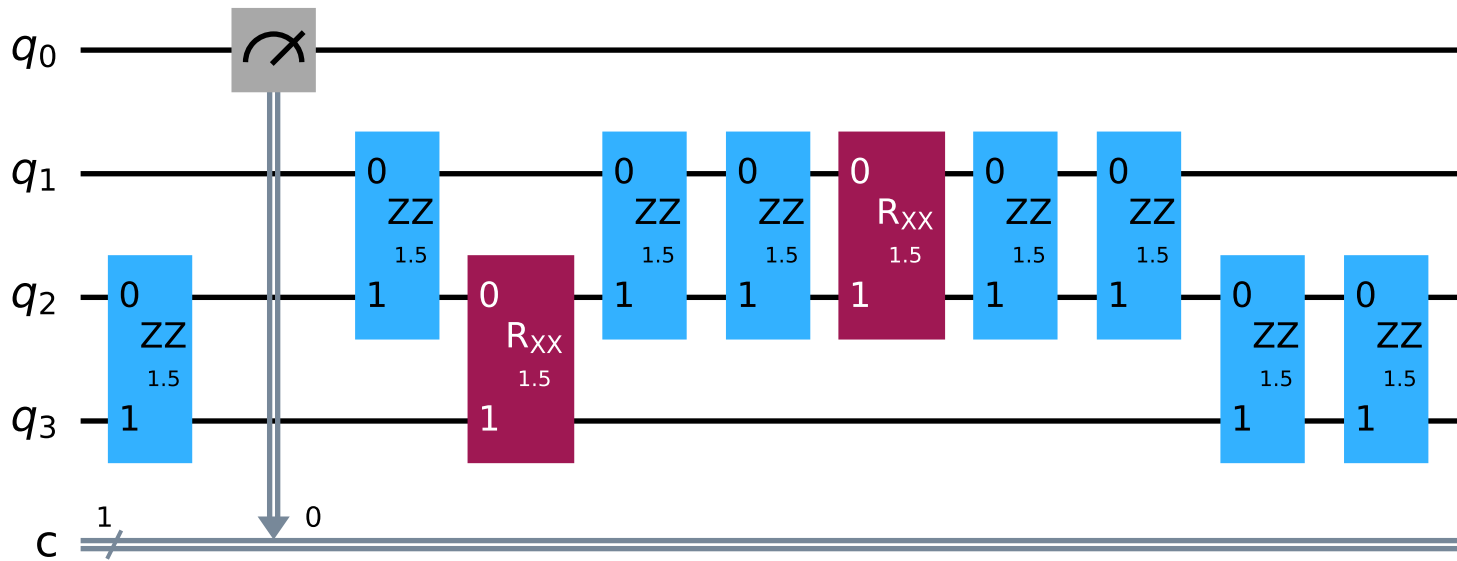 q0
0 0 0 0 0 0
q1
ZZ ZZ ZZ RXX ZZ ZZ
1.5 1.5 1.5 1.5 1.5 1.5
q2
0 1 0 1 1 1 1 1 0 0
ZZ RXX ZZ ZZ
1.5 1.5 1.5 1.5
q3
1 1 1 1
1 0
c